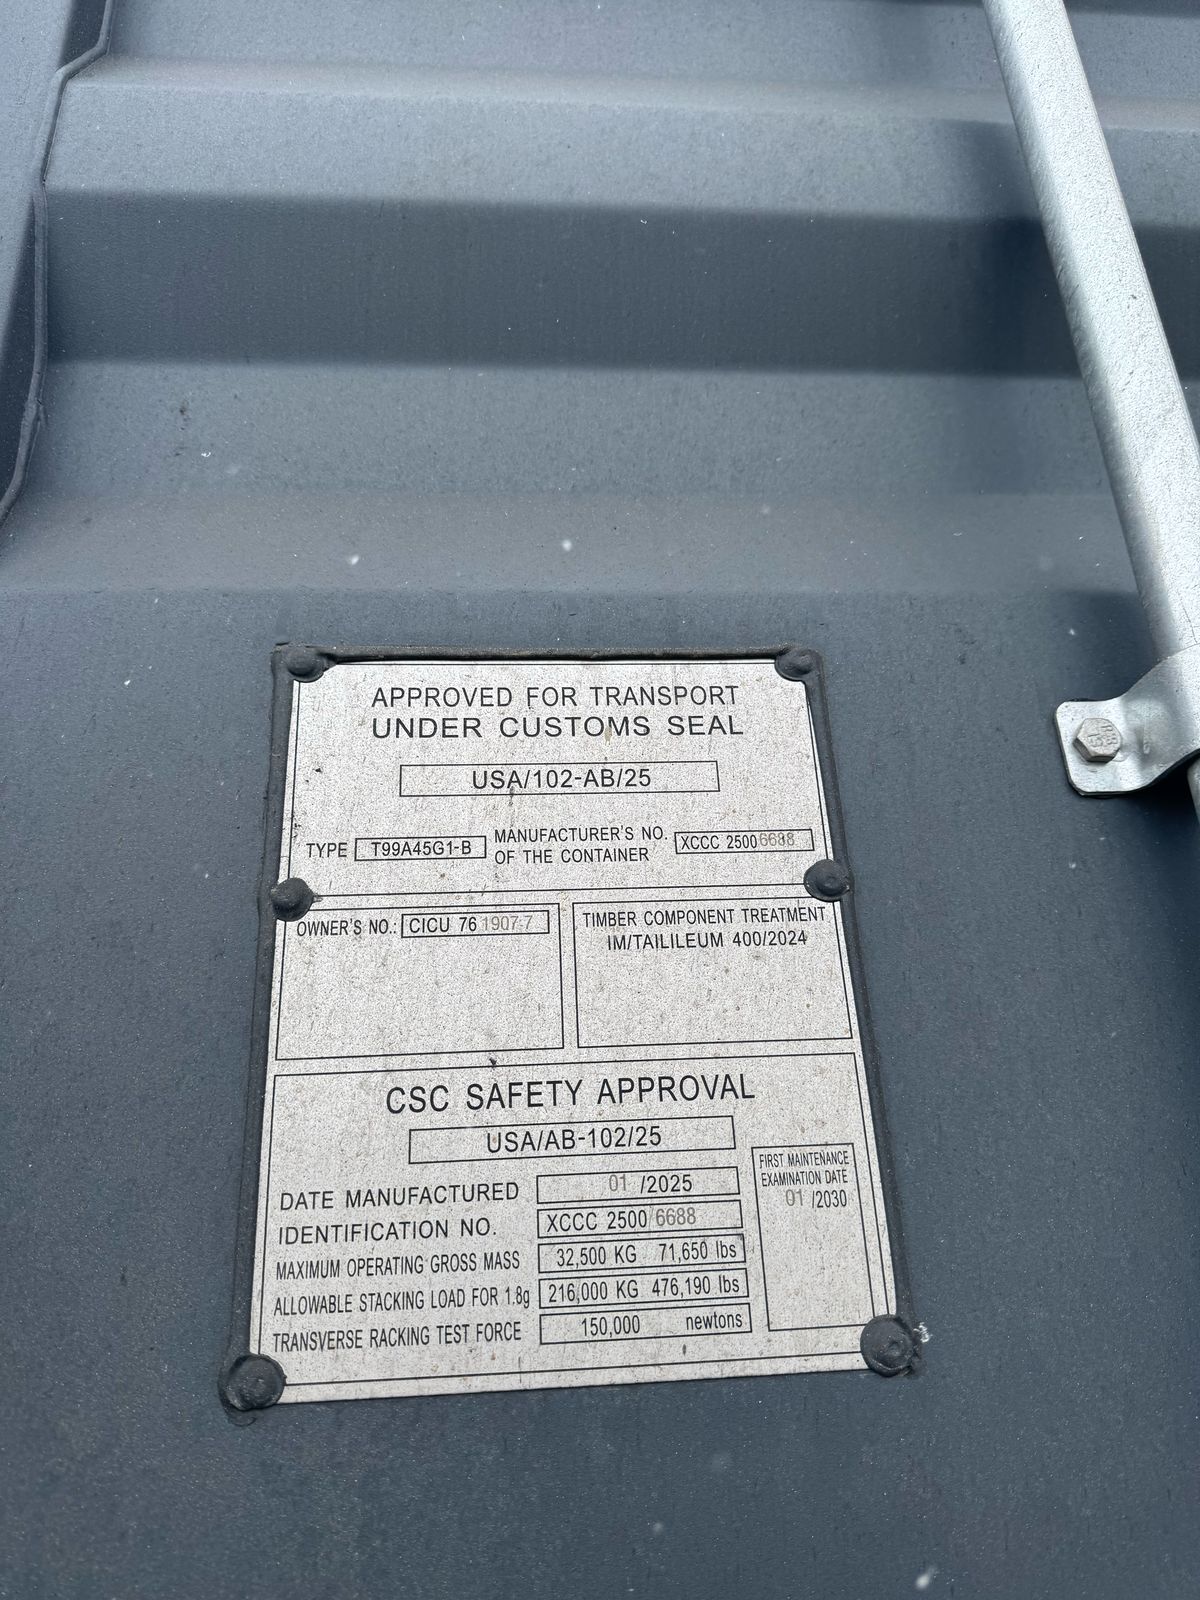 APPROVED FOR TRANSPORT
UNDER CUSTOMS SEAL
USA/102-AB/25
TYPE T99A45G1-B MANUFACTURER'S NO. OF THE CONTAINER XCCC 2500 6688
OWNER'S NO.: CICU 76 1907-7
TIMBER COMPONENT TREATMENT
IM/TAILILEUM 400/2024
CSC SAFETY APPROVAL
USA/AB-102/25
DATE MANUFACTURED 01 /2025
IDENTIFICATION NO. XCCC 2500 6688
MAXIMUM OPERATING GROSS MASS 32,500 KG 71,650 lbs
ALLOWABLE STACKING LOAD FOR 1.8g 216,000 KG 476,190 lbs
TRANSVERSE RACKING TEST FORCE 150,000 newtons
FIRST MAINTENANCE
EXAMINATION DATE
01 /2030